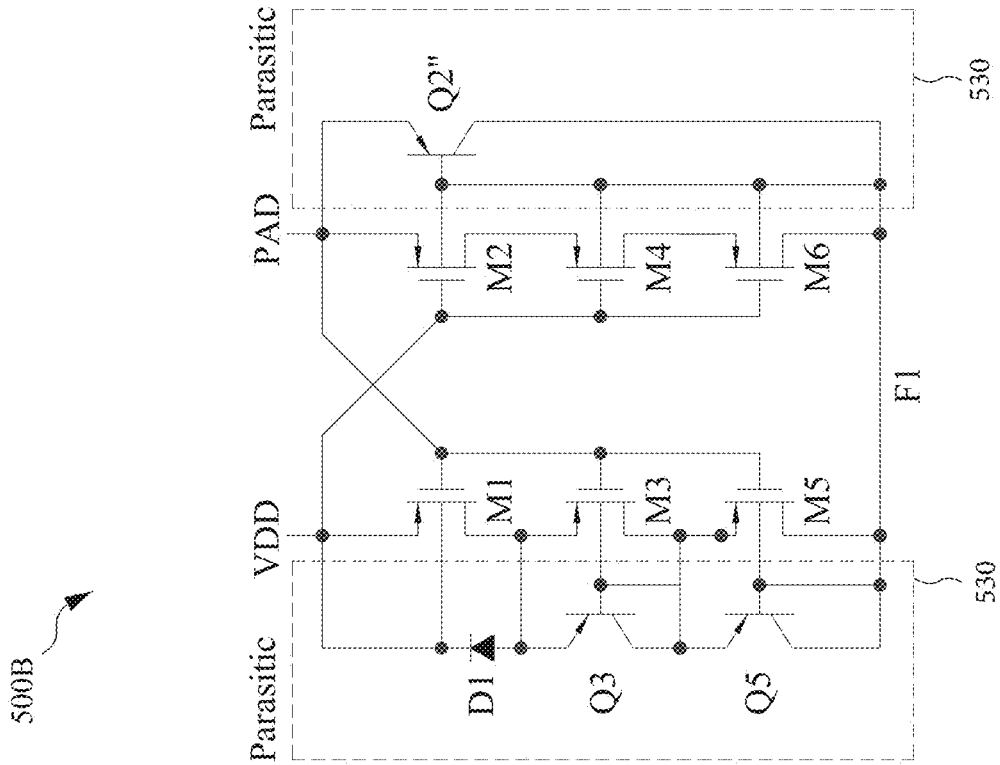 500B
Parasitic
VDD
PAD
Parasitic
Q2"
M1
M2
D1
Q3
M3
M4
Q5
M5
M6
F1
530
530